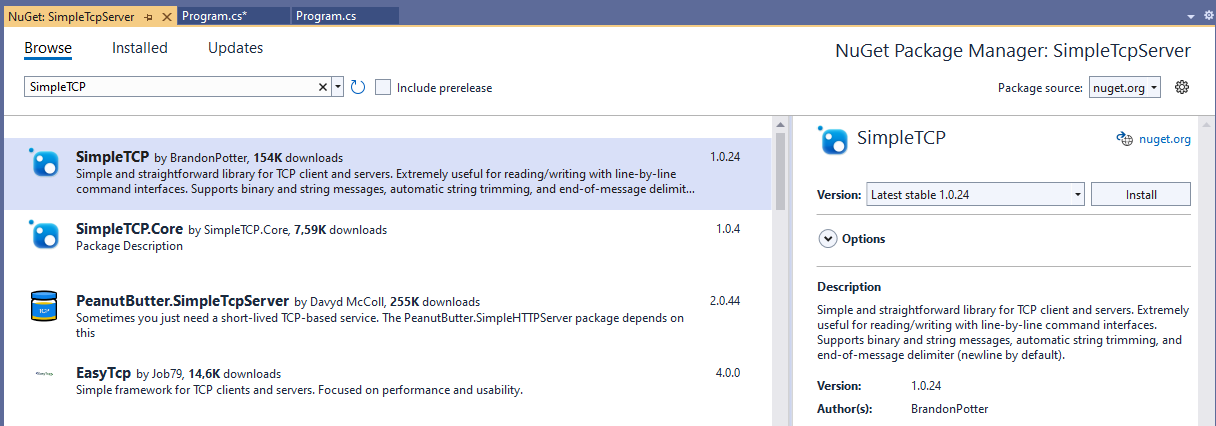 NuGet: SimpleTcpServer
Program.cs*
Program.cs
Browse
Installed
Updates
NuGet Package Manager: SimpleTcpServer
SimpleTCP
Include prerelease
Package source:
nuget.org
SimpleTCP by BrandonPotter, 154K downloads
1.0.24
Simple and straightforward library for TCP client and servers. Extremely useful for reading/writing with line-by-line
command interfaces. Supports binary and string messages, automatic string trimming, and end-of-message delimit...
SimpleTCP.Core by SimpleTCP.Core, 7,59K downloads
1.0.4
Package Description
PeanutButter.SimpleTcpServer by Davyd McColl, 255K downloads
2.0.44
Sometimes you just need a short-lived TCP-based service. The PeanutButter.SimpleHTTPServer package depends on
this
TCP
EasyTcp by Job79, 14,6K downloads
4.0.0
Simple framework for TCP clients and servers. Focused on performance and usability.
SimpleTCP
nuget.org
Version:
Latest stable 1.0.24
Install
Options
Description
Simple and straightforward library for TCP client and servers. Extremely
useful for reading/writing with line-by-line command interfaces.
Supports binary and string messages, automatic string trimming, and
end-of-message delimiter (newline by default).
Version: 1.0.24
Author(s): BrandonPotter